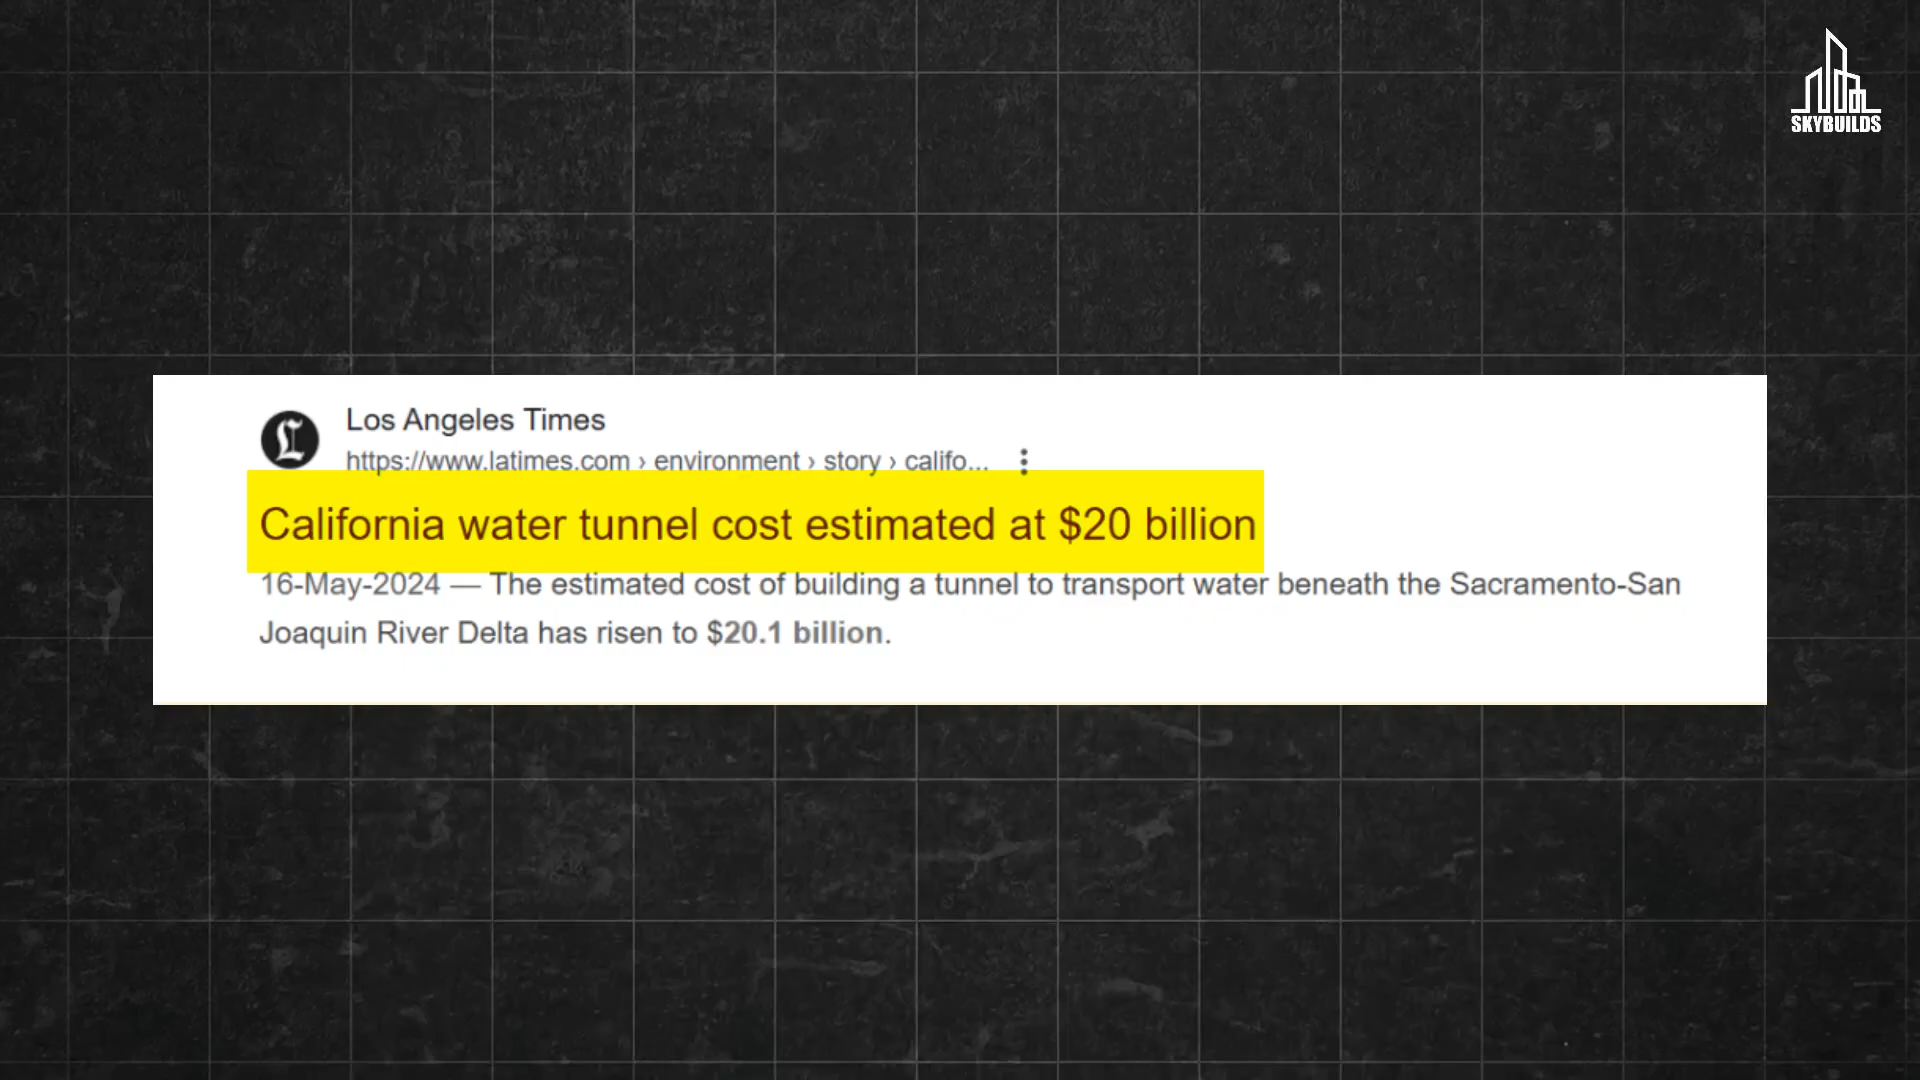 SKYBUILDS
Los Angeles Times
https://www.latimes.com › environment › story › califo...
California water tunnel cost estimated at $20 billion
16-May-2024 — The estimated cost of building a tunnel to transport water beneath the Sacramento-San
Joaquin River Delta has risen to $20.1 billion.